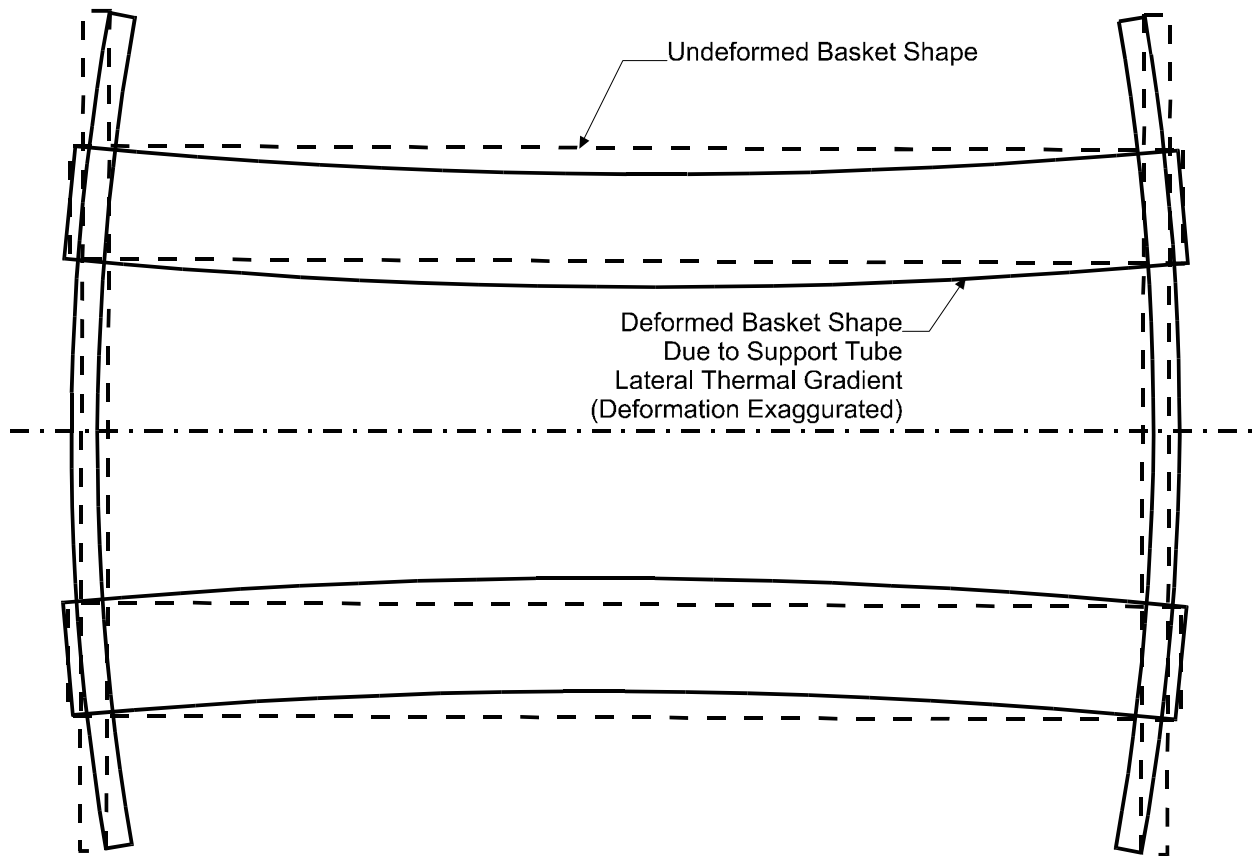 Undeformed Basket Shape
Deformed Basket Shape
Due to Support Tube
Lateral Thermal Gradient
(Deformation Exaggurated)